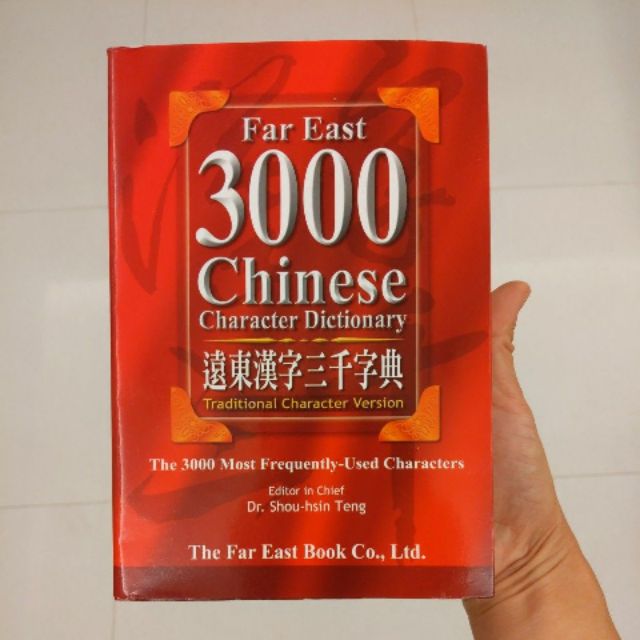 Far East
3000
Chinese
Character Dictionary
遠東漢字三千字典
Traditional Character Version
The 3000 Most Frequently-Used Characters
Editor in Chief
Dr. Shou-hsin Teng
The Far East Book Co., Ltd.